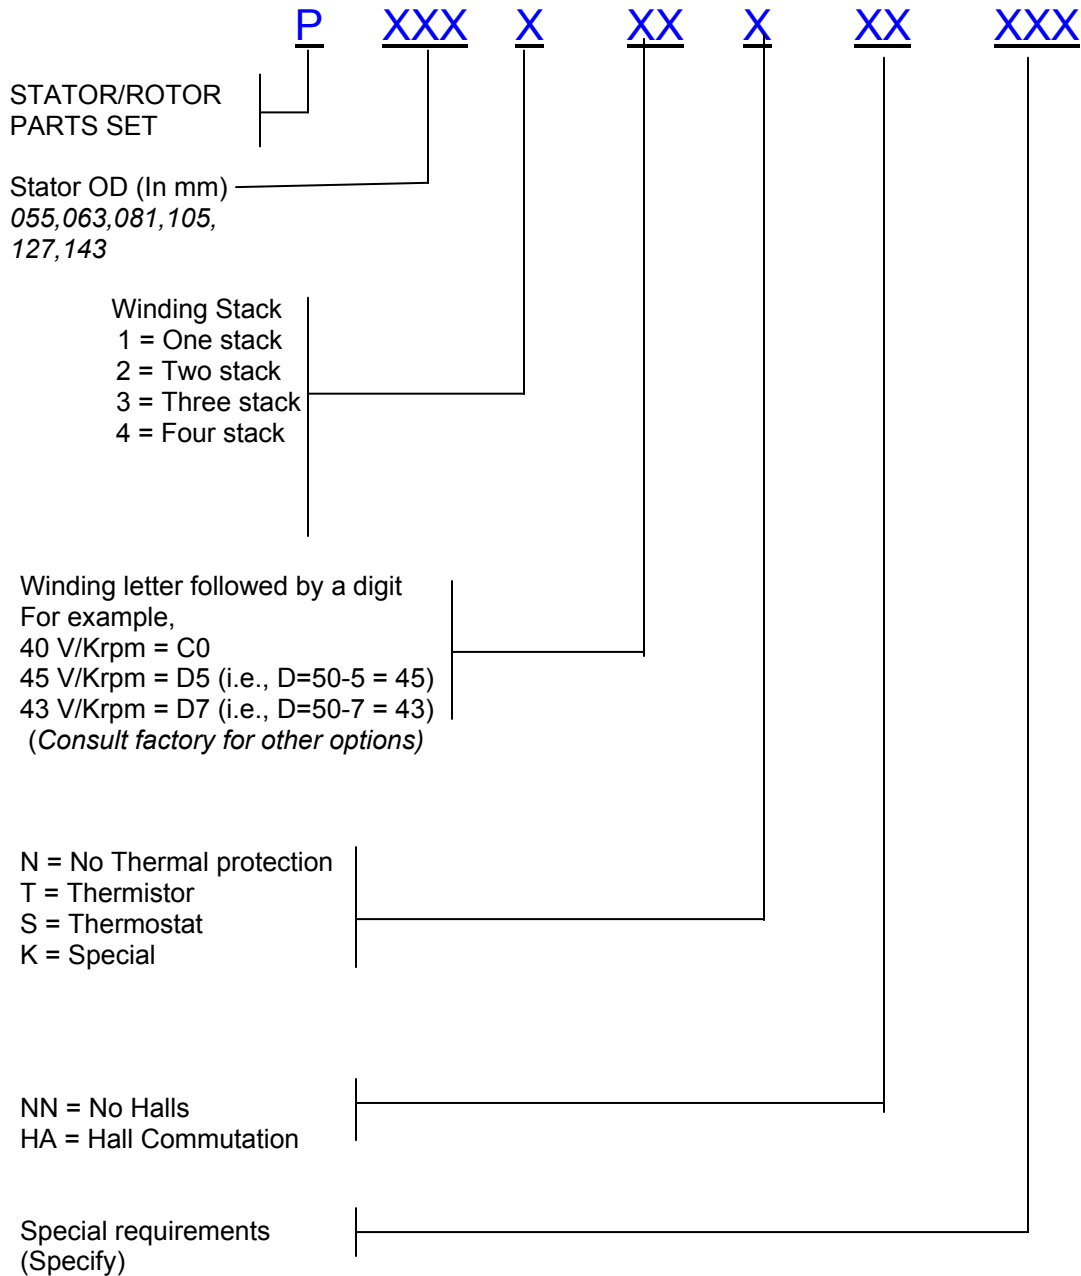 P XXX X XX X XX XXX
STATOR/ROTOR
PARTS SET
Stator OD (In mm)
055,063,081,105,
127,143
Winding Stack
1 = One stack
2 = Two stack
3 = Three stack
4 = Four stack
Winding letter followed by a digit
For example,
40 V/Krpm = C0
45 V/Krpm = D5 (i.e., D=50-5 = 45)
43 V/Krpm = D7 (i.e., D=50-7 = 43)
(Consult factory for other options)
N = No Thermal protection
T = Thermistor
S = Thermostat
K = Special
NN = No Halls
HA = Hall Commutation
Special requirements
(Specify)